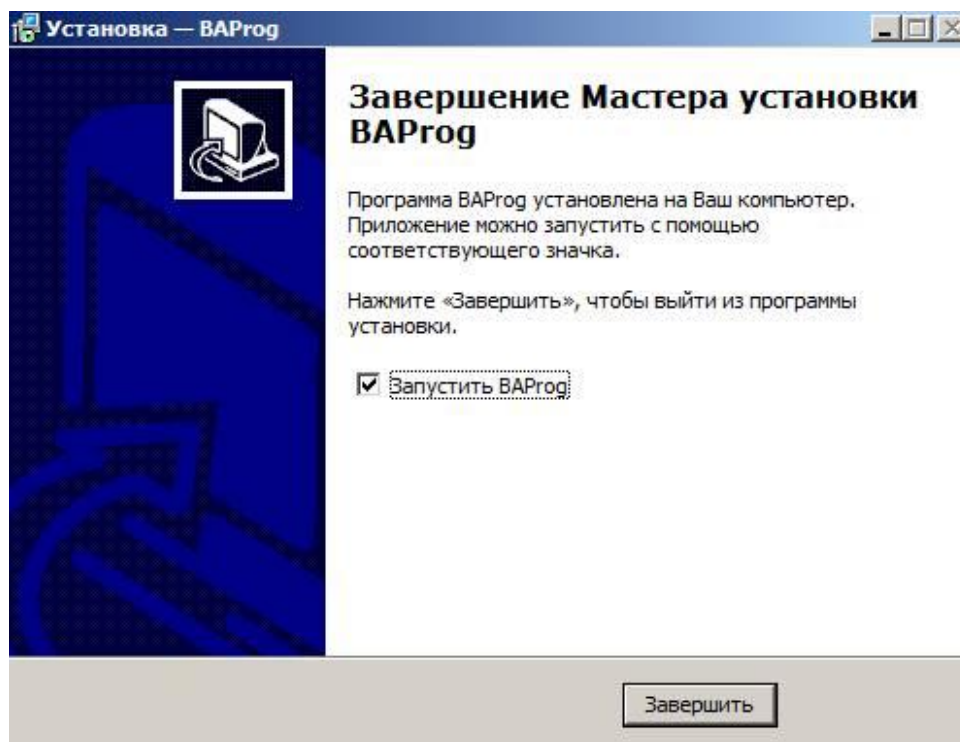 Установка — BAProg
Завершение Мастера установки
BAProg
Программа BAProg установлена на Ваш компьютер.
Приложение можно запустить с помощью
соответствующего значка.
Нажмите «Завершить», чтобы выйти из программы
установки.
Запустить BAProg
Завершить